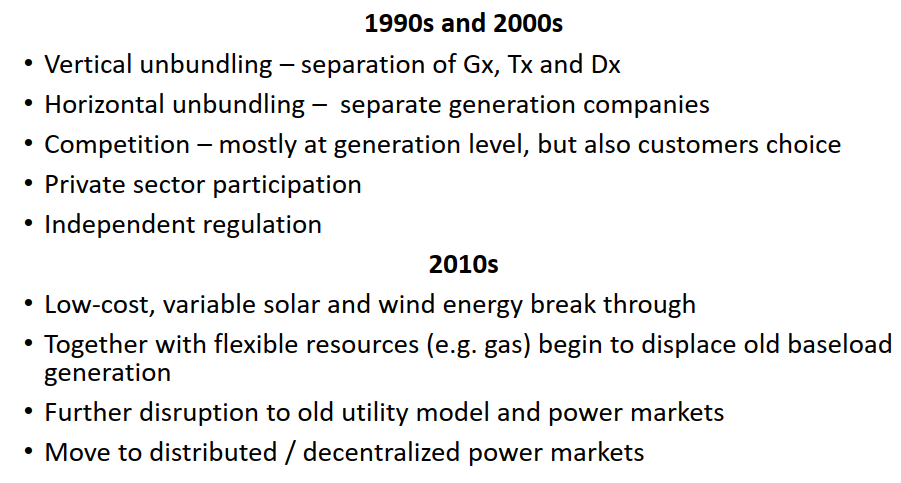 1990s and 2000s
• Vertical unbundling – separation of Gx, Tx and Dx
• Horizontal unbundling –  separate generation companies
• Competition – mostly at generation level, but also customers choice
• Private sector participation
• Independent regulation
2010s
• Low-cost, variable solar and wind energy break through
• Together with flexible resources (e.g. gas) begin to displace old baseload
generation
• Further disruption to old utility model and power markets
• Move to distributed / decentralized power markets